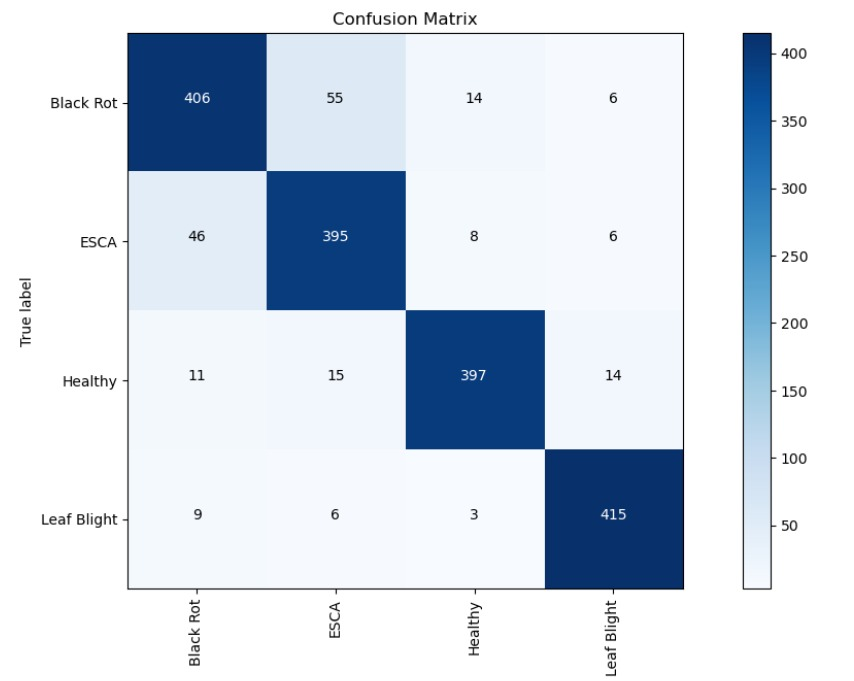 Confusion Matrix
Black Rot 406 55 14 6
ESCA 46 395 8 6
Healthy 11 15 397 14
Leaf Blight 9 6 3 415
True label
Black Rot ESCA Healthy Leaf Blight
400
350
300
250
200
150
100
50